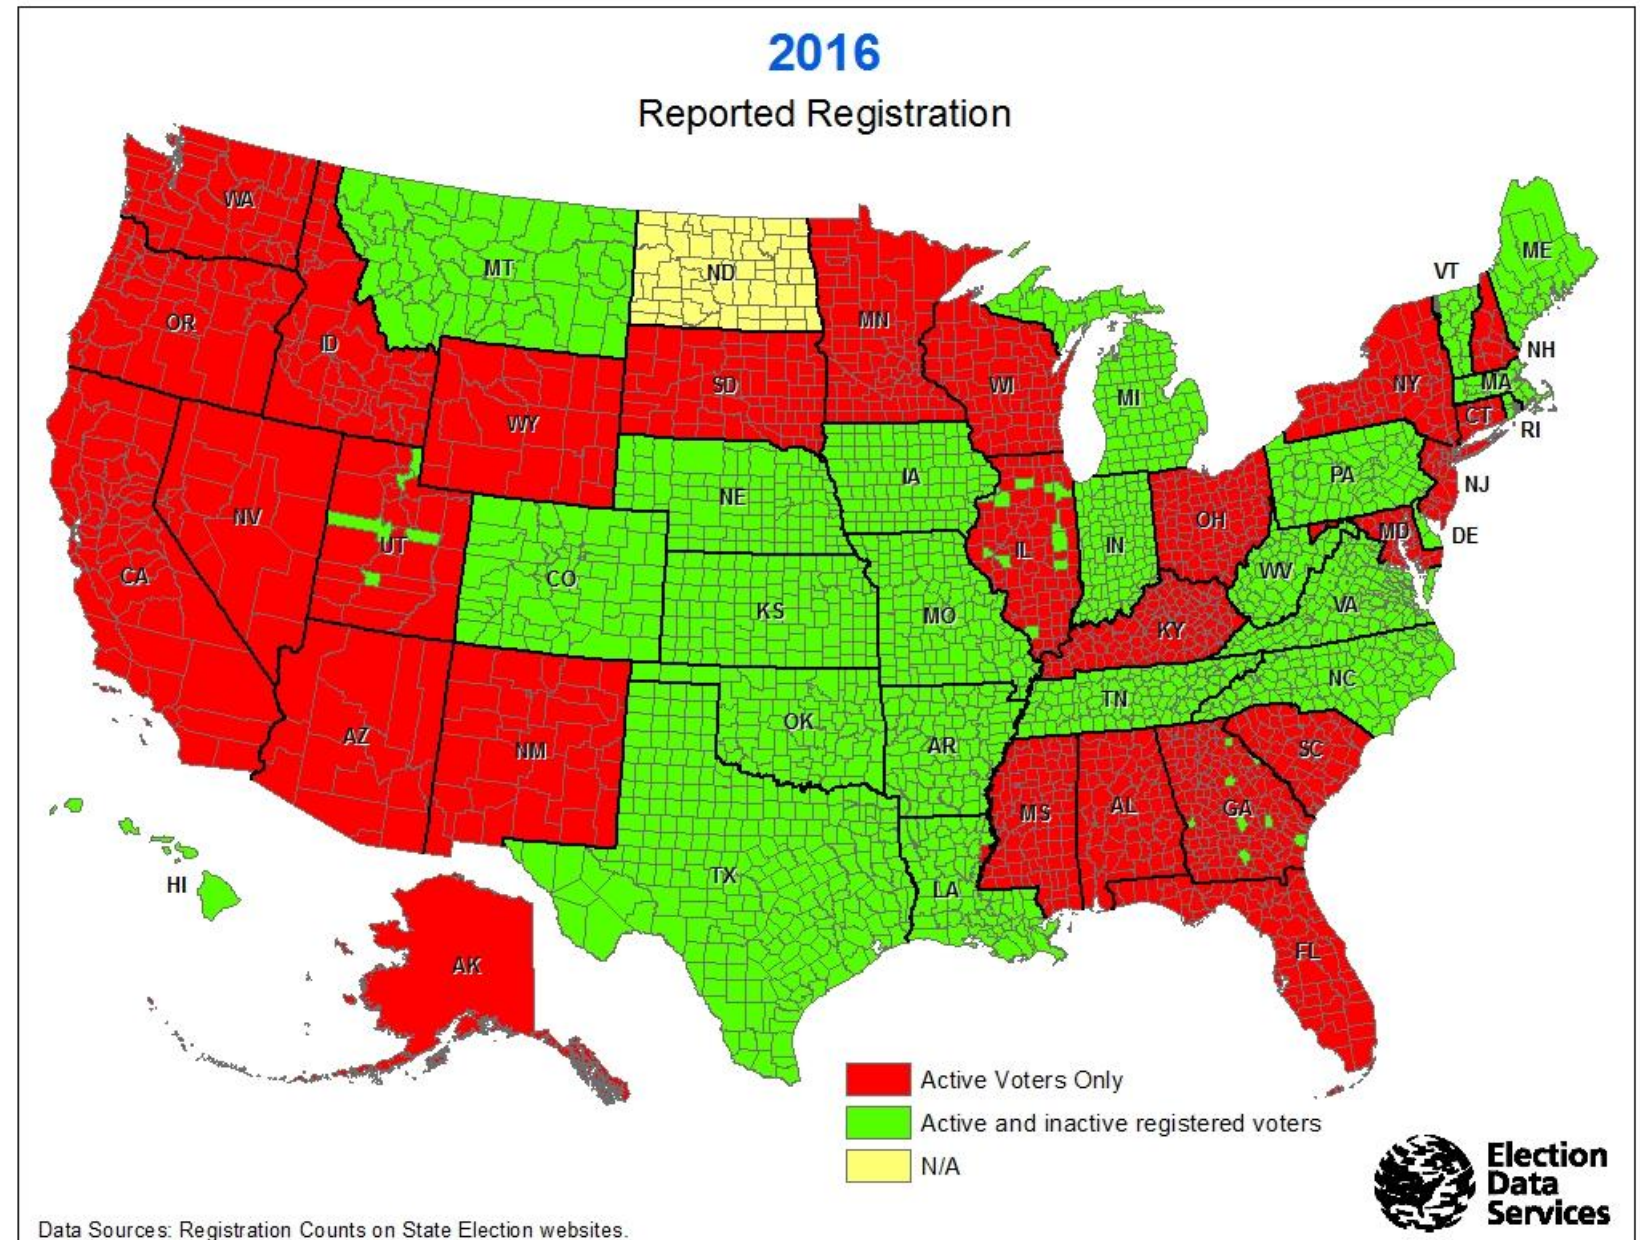 2016
Reported Registration
WA
MT
ND
MN
ME
VT
OR
ID
SD
WI
MI
NY
NH
MA
CT
RI
WY
NE
IA
PA
NJ
NV
UT
IL
IN
OH
MD
DE
CA
CO
KS
MO
WV
VA
KY
AZ
NM
OK
AR
TN
NC
MS
AL
GA
SC
HI
TX
LA
FL
AK
Active Voters Only
Active and inactive registered voters
N/A
Election
Data
Services
Data Sources: Registration Counts on State Election websites.